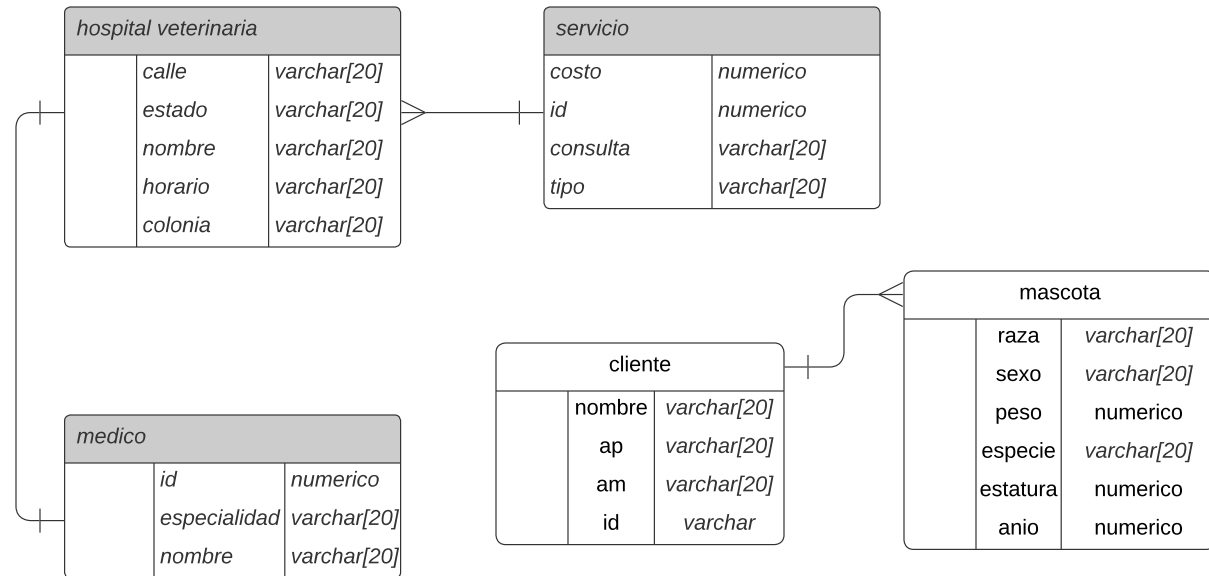 hospital veterinaria
calle varchar[20]
estado varchar[20]
nombre varchar[20]
horario varchar[20]
colonia varchar[20]
servicio
costo numerico
id numerico
consulta varchar[20]
tipo varchar[20]
mascota
raza varchar[20]
sexo varchar[20]
peso numerico
especie varchar[20]
estatura numerico
anio numerico
cliente
nombre varchar[20]
ap varchar[20]
am varchar[20]
id varchar
medico
id numerico
especialidad varchar[20]
nombre varchar[20]